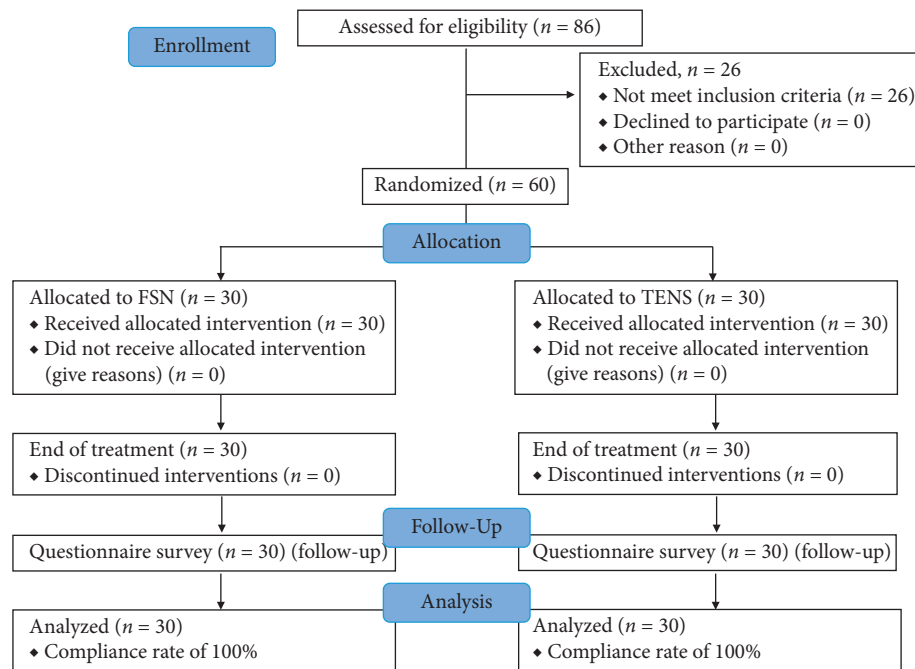 Enrollment
Assessed for eligibility (n = 86)
Excluded, n = 26
◆ Not meet inclusion criteria (n = 26)
◆ Declined to participate (n = 0)
◆ Other reason (n = 0)
Randomized (n = 60)
Allocation
Allocated to FSN (n = 30)
◆ Received allocated intervention (n = 30)
◆ Did not receive allocated intervention
(give reasons) (n = 0)
Allocated to TENS (n = 30)
◆ Received allocated intervention (n = 30)
◆ Did not receive allocated intervention
(give reasons) (n = 0)
End of treatment (n = 30)
◆ Discontinued interventions (n = 0)
End of treatment (n = 30)
◆ Discontinued interventions (n = 0)
Follow-Up
Questionnaire survey (n = 30) (follow-up)
Questionnaire survey (n = 30) (follow-up)
Analysis
Analyzed (n = 30)
◆ Compliance rate of 100%
Analyzed (n = 30)
◆ Compliance rate of 100%